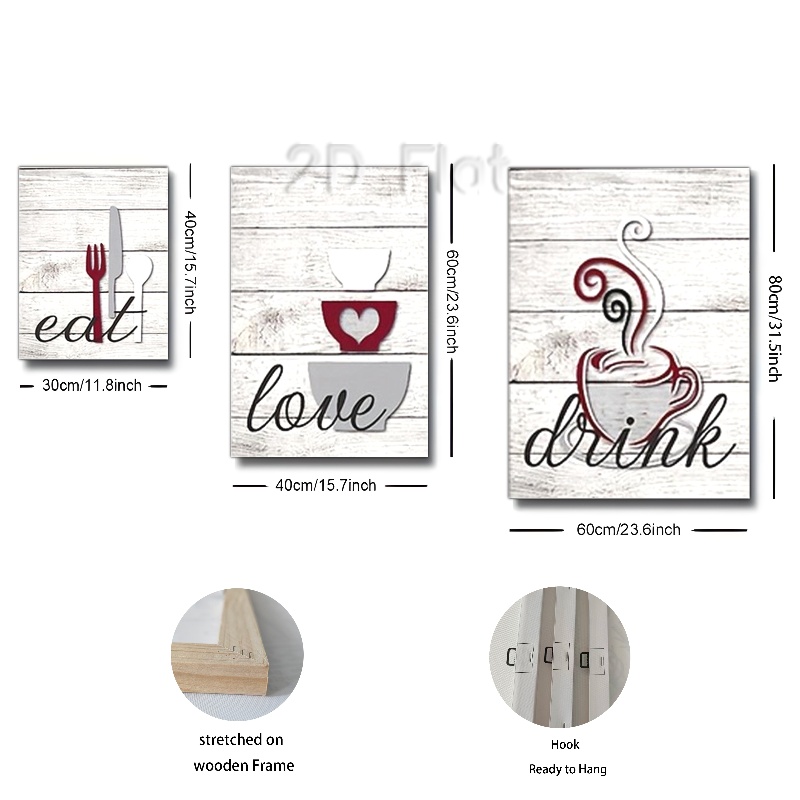 2D Flat
eat
40cm/15.7inch
30cm/11.8inch
love
60cm/23.6inch
40cm/15.7inch
drink
80cm/31.5inch
60cm/23.6inch
stretched on
wooden Frame
Hook
Ready to Hang